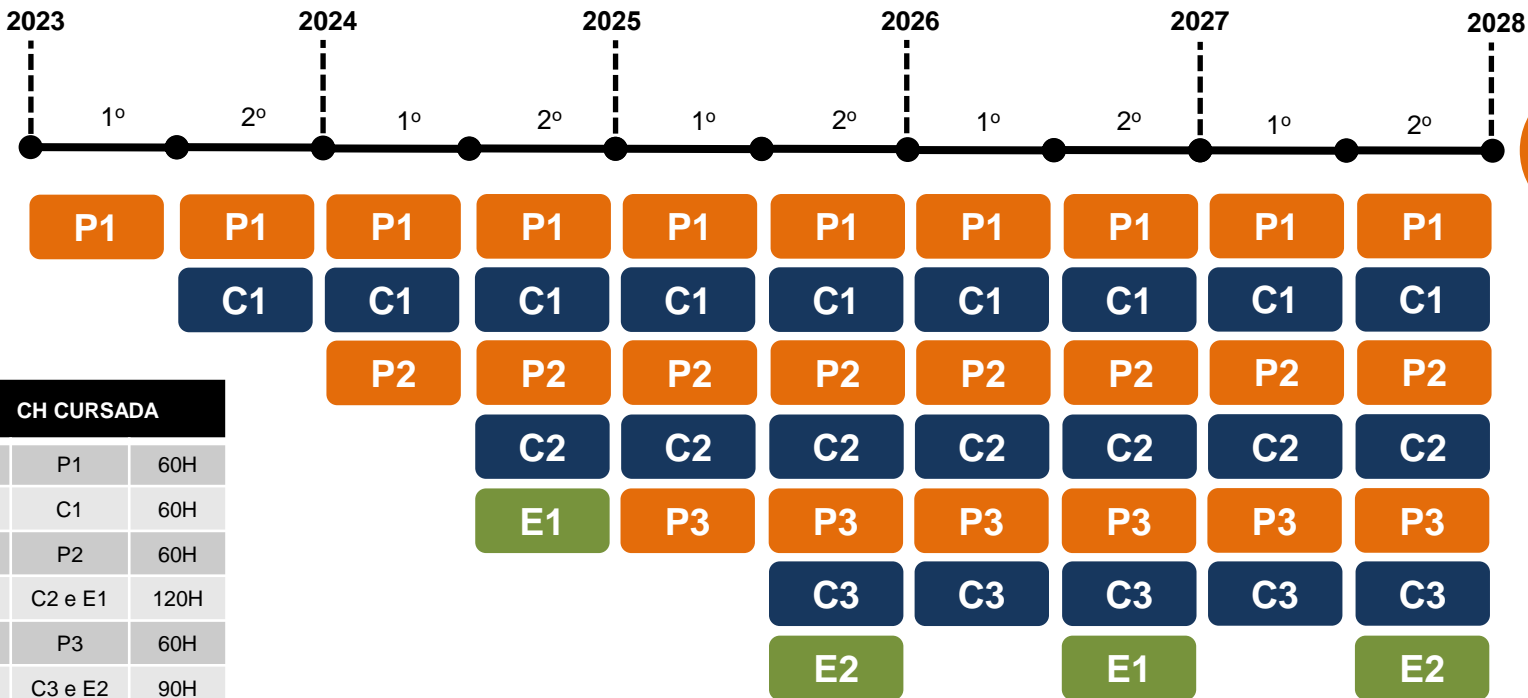 2023 2024 2025 2026 2027 2028
1º 2º 1º 2º 1º 2º 1º 2º 1º 2º
P1 P1 P1 P1 P1 P1 P1 P1 P1 P1
C1 C1 C1 C1 C1 C1 C1 C1 C1
P2 P2 P2 P2 P2 P2 P2 P2
C2 C2 C2 C2 C2 C2 C2
E1 P3 P3 P3 P3 P3 P3
C3 C3 C3 C3 C3
E2 E1 E2
CH CURSADA
P1 60H
C1 60H
P2 60H
C2 e E1 120H
P3 60H
C3 e E2 90H